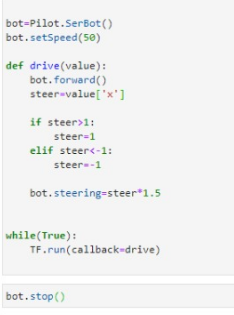 bot=Pilot.SerBot()
bot.setSpeed(50)
def drive(value):
    bot.forward()
    steer=value['x']
    if steer>1:
        steer=1
    elif steer<-1:
        steer=-1
    bot.steering=steer*1.5
while(True):
    TF.run(callback=drive)
bot.stop()